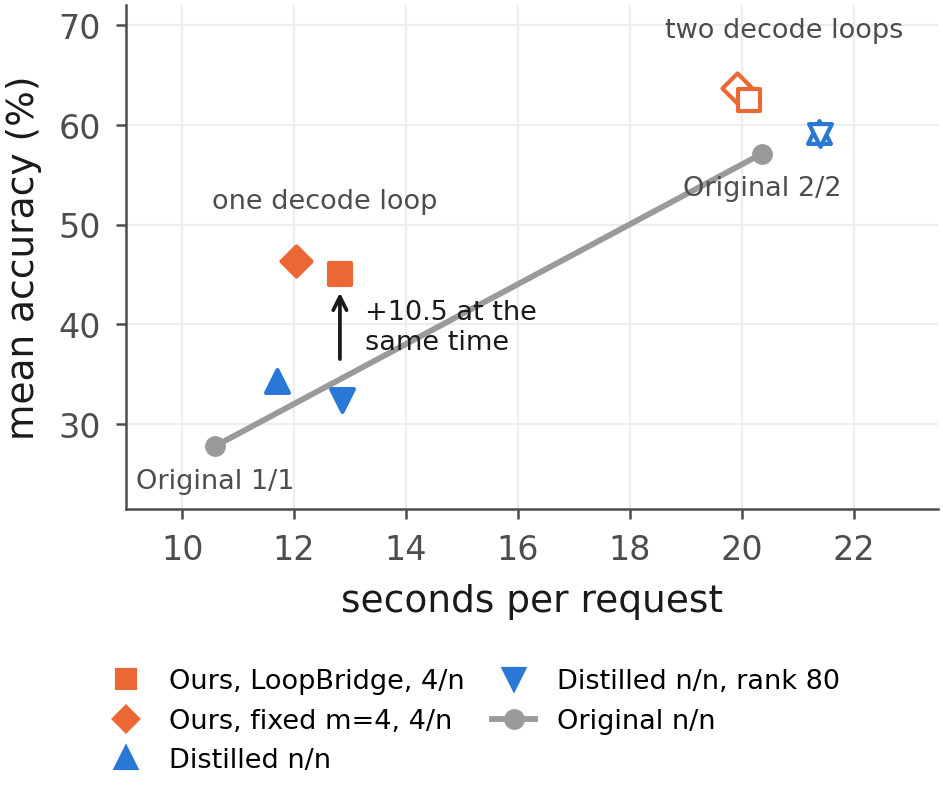 mean accuracy (%)
70
60
50
40
30
two decode loops
Original 2/2
one decode loop
+10.5 at the
same time
Original 1/1
10 12 14 16 18 20 22
seconds per request
Ours, LoopBridge, 4/n
Ours, fixed m=4, 4/n
Distilled n/n
Distilled n/n, rank 80
Original n/n